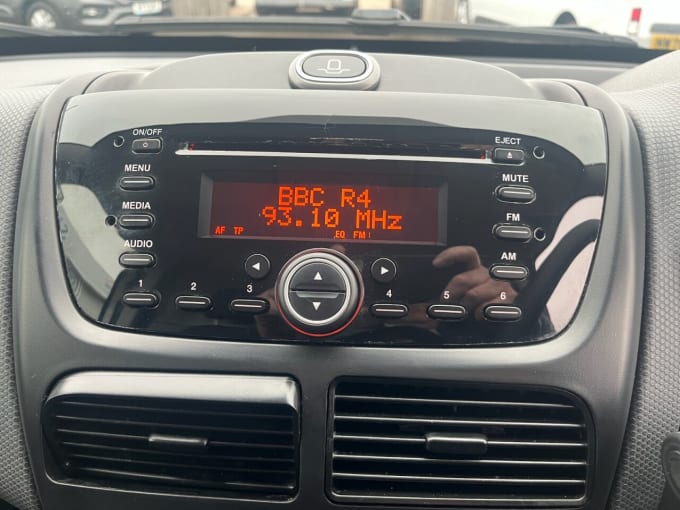 ON/OFF
EJECT
MENU
MUTE
BBC R4
93.10 MHz
AF TP
EQ FM1
MEDIA
FM
AUDIO
AM
1
2
3
4
5
6